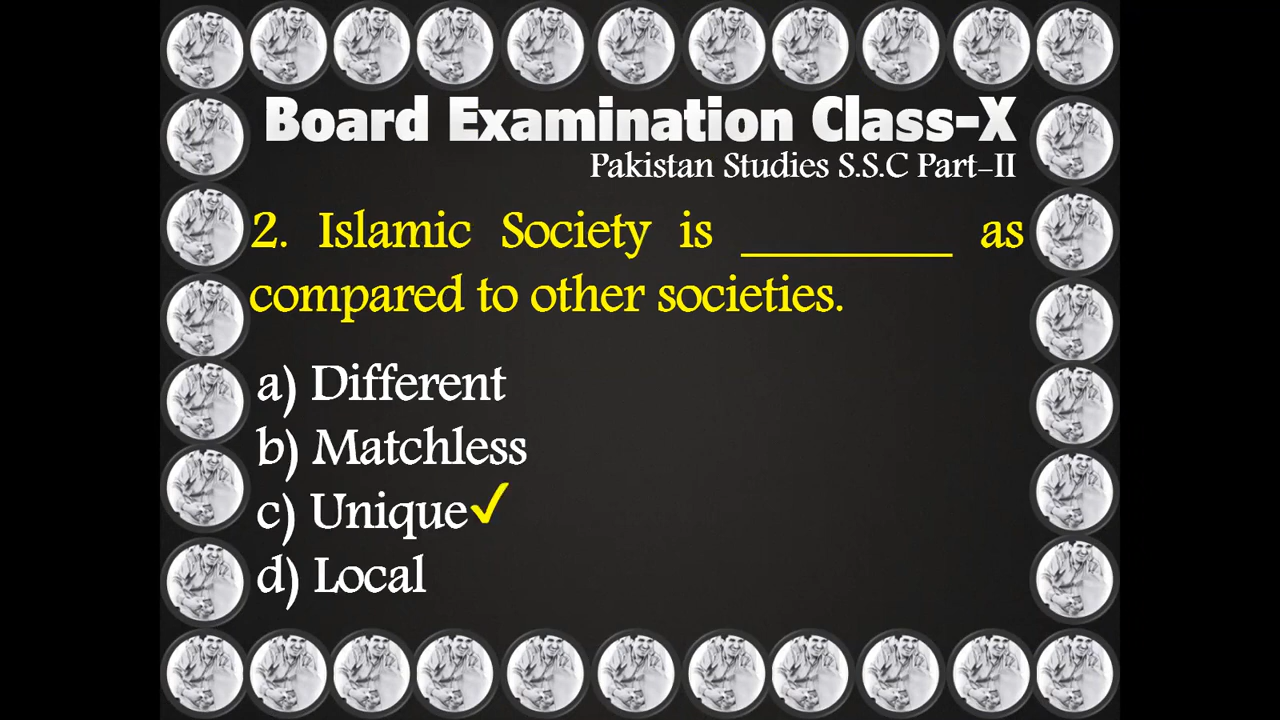 Board Examination Class-X
Pakistan Studies S.S.C Part-II
2. Islamic Society is _________ as
compared to other societies.
a) Different
b) Matchless
c) Unique✓
d) Local